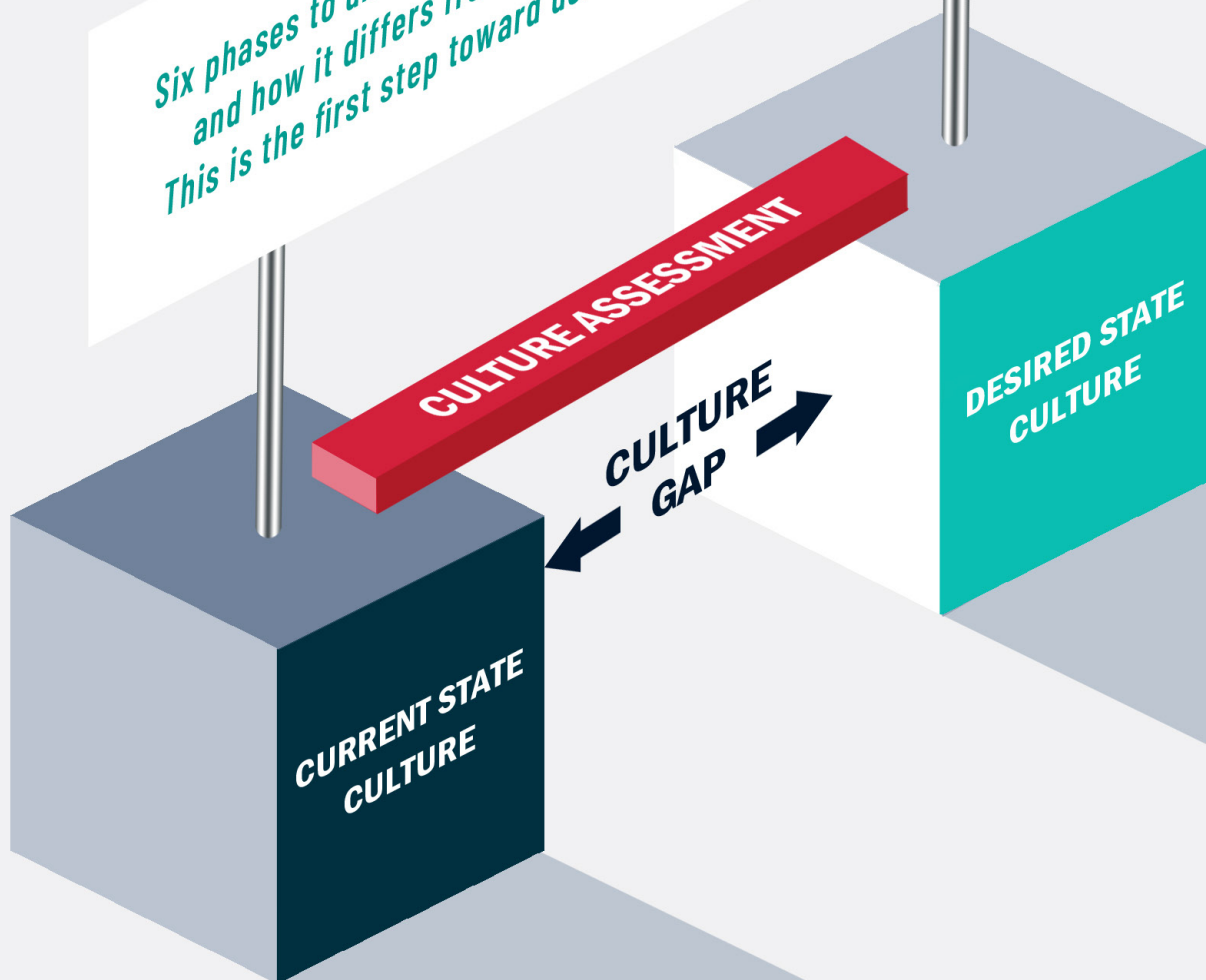 Six phases to
and how it differs
This is the first step toward
CULTURE ASSESSMENT
CULTURE
GAP
DESIRED STATE
CULTURE
CURRENT STATE
CULTURE